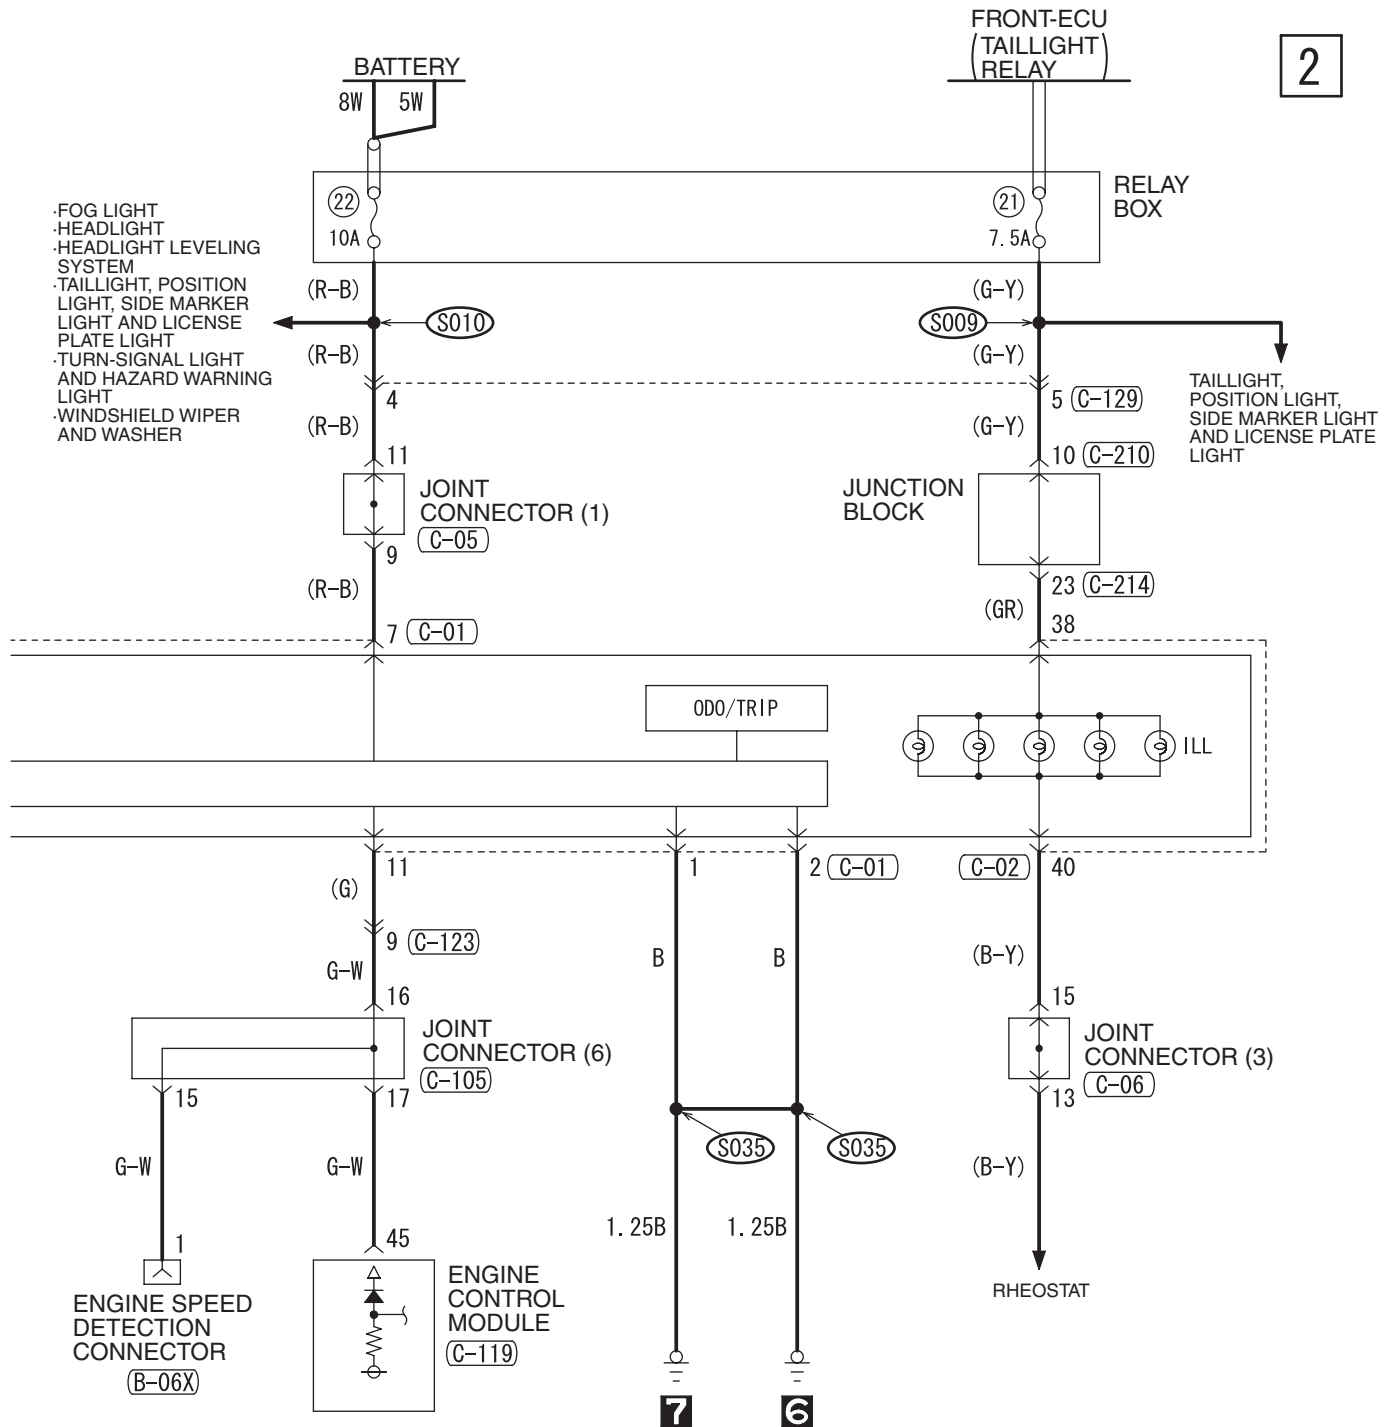 FRONT-ECU
(TAILLIGHT
RELAY)
2
BATTERY
8W
5W
RELAY
BOX
22
10A
21
7.5A
·FOG LIGHT
·HEADLIGHT
·HEADLIGHT LEVELING
SYSTEM
·TAILLIGHT, POSITION
LIGHT, SIDE MARKER
LIGHT AND LICENSE
PLATE LIGHT
·TURN-SIGNAL LIGHT
AND HAZARD WARNING
LIGHT
·WINDSHIELD WIPER
AND WASHER
(R-B)
S010
(R-B)
4
(R-B)
11
JOINT
CONNECTOR (1)
C-05
9
(R-B)
7 C-01
(G-Y)
S009
(G-Y)
5 C-129
TAILLIGHT,
POSITION LIGHT,
SIDE MARKER LIGHT
AND LICENSE PLATE
LIGHT
(G-Y)
10 C-210
JUNCTION
BLOCK
23 C-214
(GR)
38
ODO/TRIP
ILL
11
1
2 C-01
C-02 40
(G)
9 C-123
G-W
16
JOINT
CONNECTOR (6)
C-105
15
17
G-W
G-W
1
45
ENGINE SPEED
DETECTION
CONNECTOR
B-06X
ENGINE
CONTROL
MODULE
C-119
B
B
S035
S035
1.25B
1.25B
7
6
(B-Y)
15
JOINT
CONNECTOR (3)
C-06
13
(B-Y)
RHEOSTAT